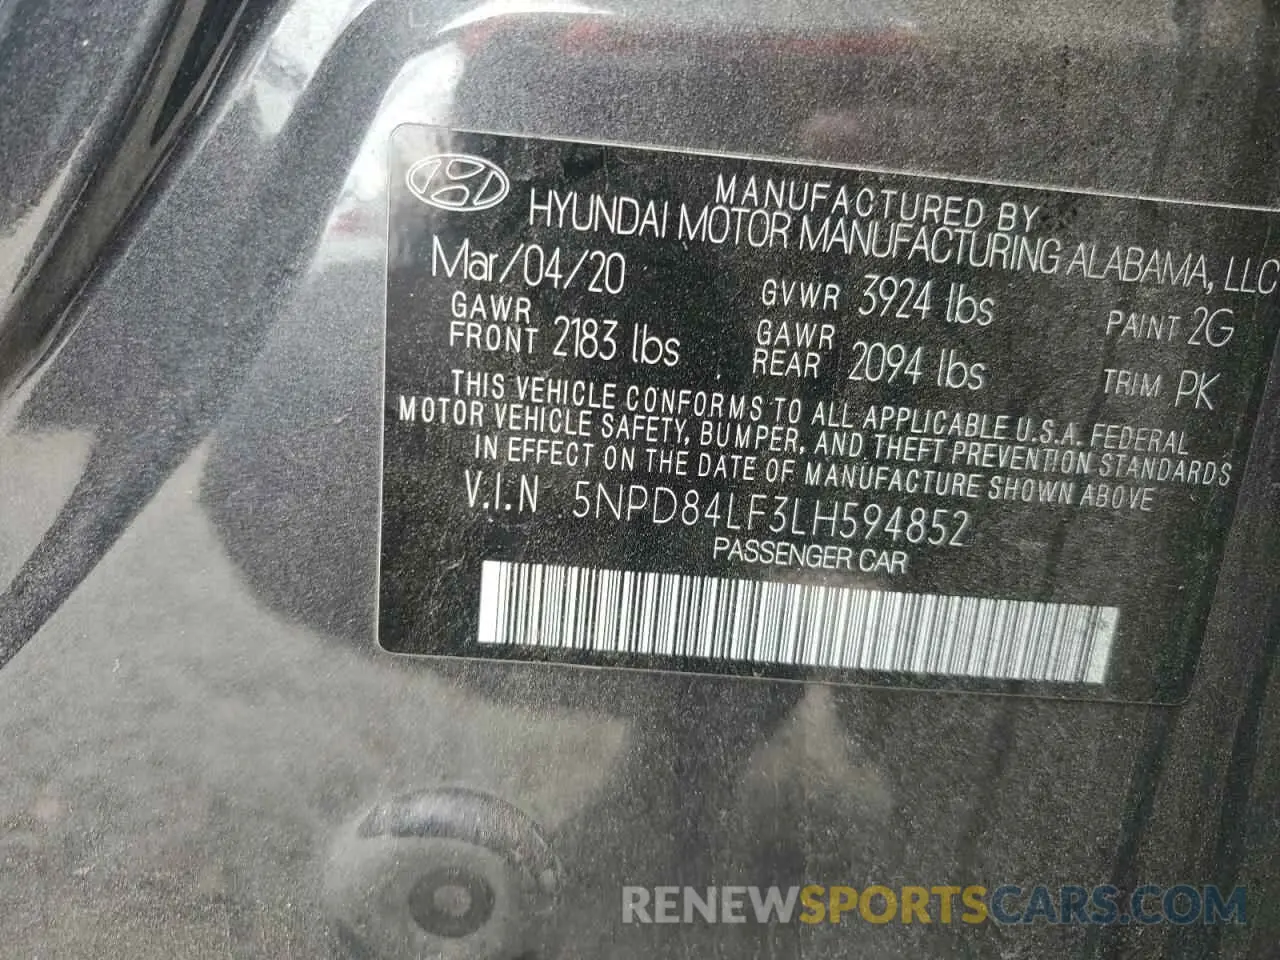 MANUFACTURED BY
HYUNDAI MOTOR MANUFACTURING ALABAMA, LLC
Mar/04/20 GVWR 3924 lbs PAINT 2G
GAWR FRONT 2183 lbs GAWR REAR 2094 lbs TRIM PK
THIS VEHICLE CONFORMS TO ALL APPLICABLE U.S.A. FEDERAL
MOTOR VEHICLE SAFETY, BUMPER, AND THEFT PREVENTION STANDARDS
IN EFFECT ON THE DATE OF MANUFACTURE SHOWN ABOVE
V.I.N 5NPD84LF3LH594852
PASSENGER CAR
RENEWSPORTSCARS.COM